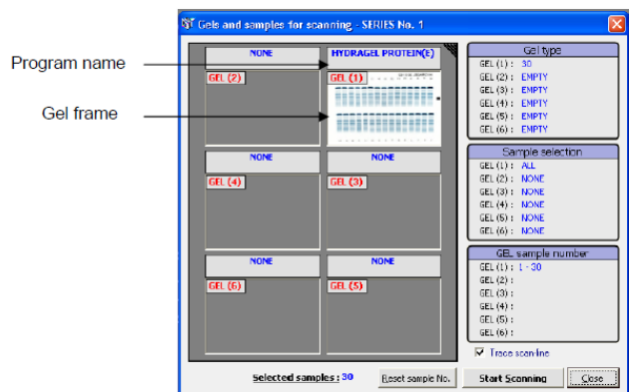 Gels and samples for scanning - SERIES No. 1
Program name
Gel frame
NONE HYDRAGEL PROTEIN(E)
GEL (2) GEL (1)
NONE NONE
GEL (4) GEL (3)
NONE NONE
GEL (6) GEL (5)
Gel type
GEL (1) : 30
GEL (2) : EMPTY
GEL (3) : EMPTY
GEL (4) : EMPTY
GEL (5) : EMPTY
GEL (6) : EMPTY
Sample selection
GEL (1) : ALL
GEL (2) : NONE
GEL (3) : NONE
GEL (4) : NONE
GEL (5) : NONE
GEL (6) : NONE
GEL sample number
GEL (1) : 1 - 30
GEL (2) :
GEL (3) :
GEL (4) :
GEL (5) :
GEL (6) :
Trace scan-line
Selected samples : 30 Reset sample No. Start Scanning Close